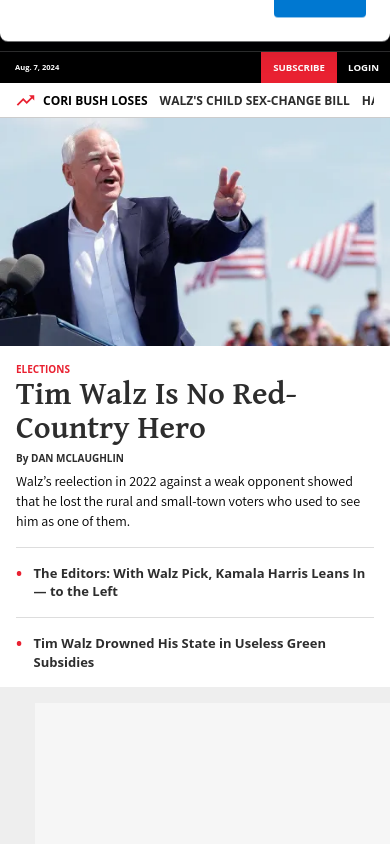 Aug. 7, 2024
SUBSCRIBE
LOGIN
CORI BUSH LOSES WALZ'S CHILD SEX-CHANGE BILL
ELECTIONS
Tim Walz Is No Red-
Country Hero
By DAN MCLAUGHLIN
Walz’s reelection in 2022 against a weak opponent showed
that he lost the rural and small-town voters who used to see
him as one of them.
• The Editors: With Walz Pick, Kamala Harris Leans In
— to the Left
• Tim Walz Drowned His State in Useless Green
Subsidies